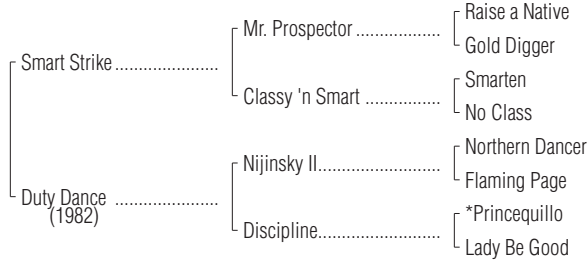 Raise a Native
Mr. Prospector ..................
Gold Digger
Smart Strike ......................
Smarten
Classy 'n Smart ................
No Class
Northern Dancer
Nijinsky II.........................
Flaming Page
Duty Dance ......................
(1982)
*Princequillo
Discipline.........................
Lady Be Good